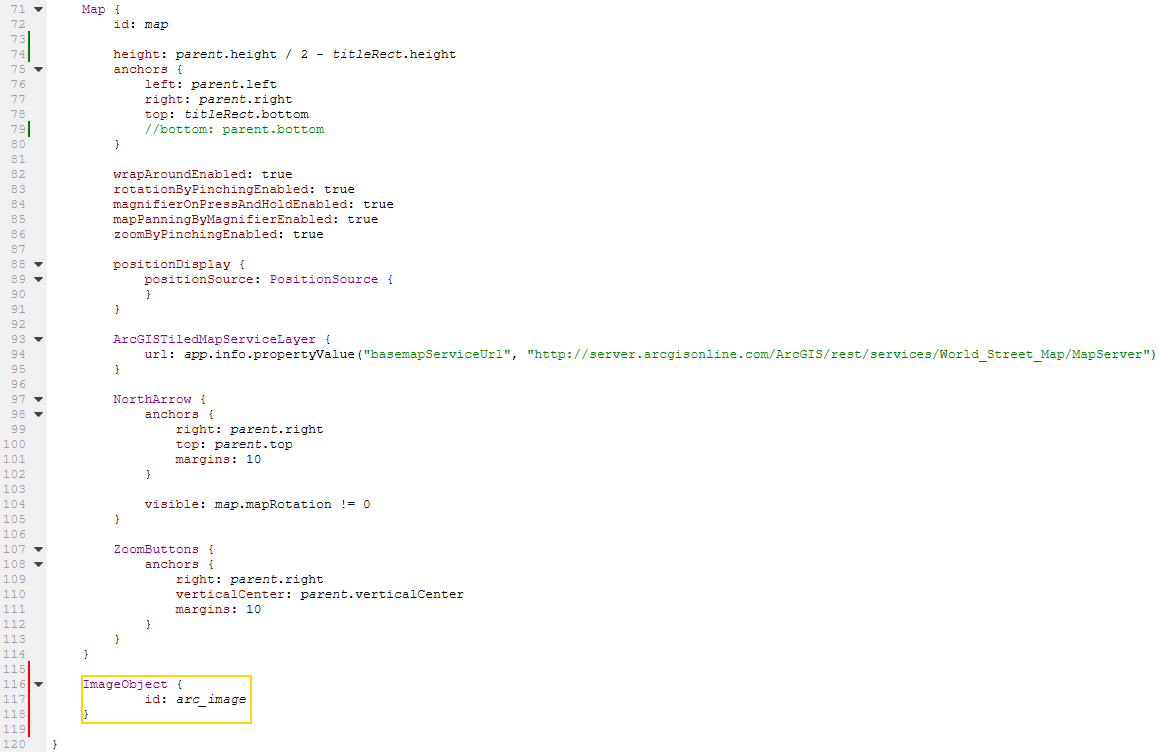 71 Map {
72 id: map
73
74 height: parent.height / 2 - titleRect.height
75 anchors {
76 left: parent.left
77 right: parent.right
78 top: titleRect.bottom
79 //bottom: parent.bottom
80 }
81
82 wrapAroundEnabled: true
83 rotationByPinchingEnabled: true
84 magnifierOnPressAndHoldEnabled: true
85 mapPanningByMagnifierEnabled: true
86 zoomByPinchingEnabled: true
87
88 positionDisplay {
89 positionSource: PositionSource {
90 }
91 }
92
93 ArcGISTiledMapServiceLayer {
94 url: app.info.propertyValue("basemapServiceUrl", "http://server.arcgisonline.com/ArcGIS/rest/services/World_Street_Map/MapServer")
95 }
96
97 NorthArrow {
98 anchors {
99 right: parent.right
100 top: parent.top
101 margins: 10
102 }
103
104 visible: map.mapRotation != 0
105 }
106
107 ZoomButtons {
108 anchors {
109 right: parent.right
110 verticalCenter: parent.verticalCenter
111 margins: 10
112 }
113 }
114 }
115
116 ImageObject {
117 id: arc_image
118 }
119
120 }